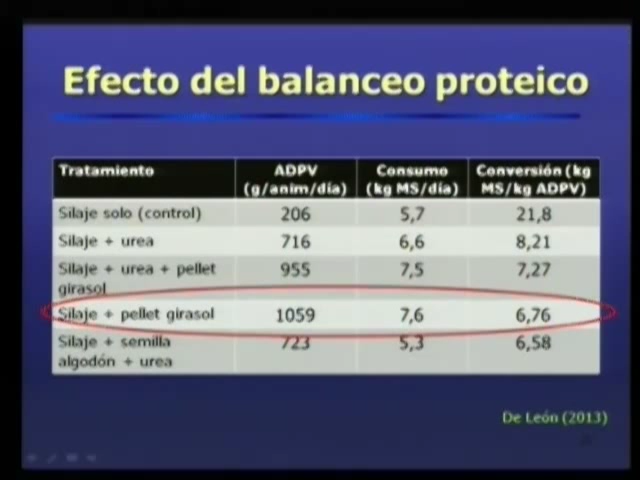 Efecto del balanceo proteico
Tratamiento ADPV (g/anim/día) Consumo (kg MS/día) Conversión (kg MS/kg ADPV)
Silaje solo (control) 206 5,7 21,8
Silaje + urea 716 6,6 8,21
Silaje + urea + pellet girasol 955 7,5 7,27
Silaje + pellet girasol 1059 7,6 6,76
Silaje + semilla algodón + urea 723 5,3 6,58
De León (2013)